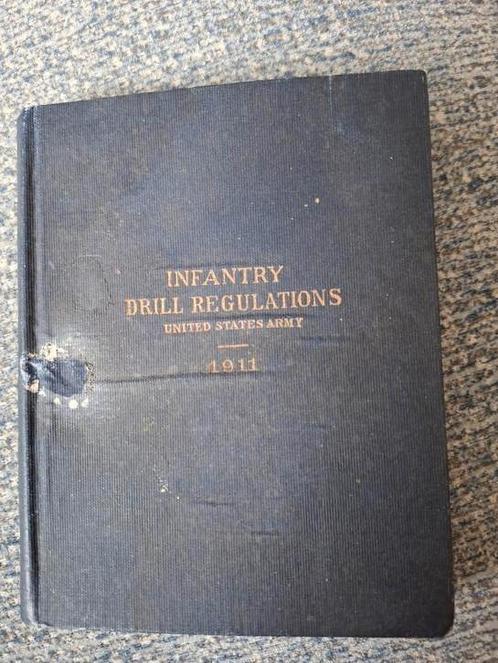 INFANTRY
DRILL REGULATIONS
UNITED STATES ARMY
1911